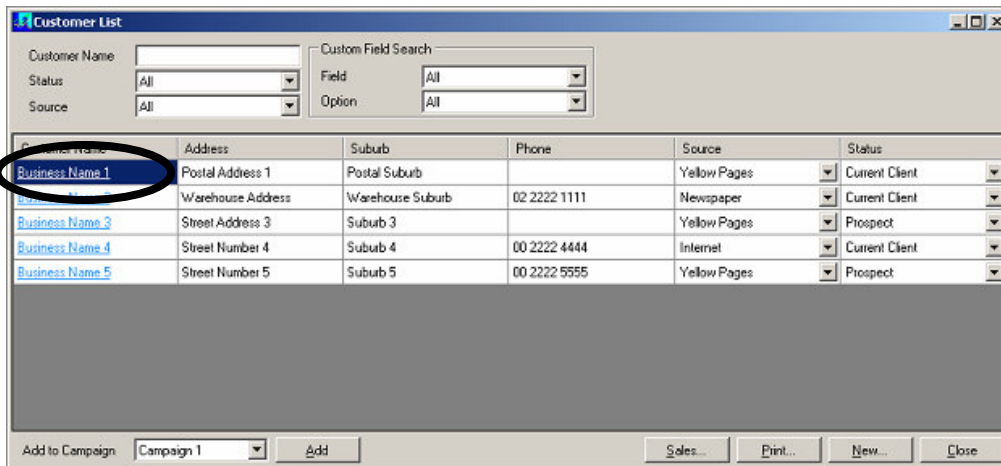 Customer List
Customer Name
Custom Field Search
Status All
Field All
Source All
Option All
Customer Name Address Suburb Phone Source Status
Business Name 1 Postal Address 1 Postal Suburb Yellow Pages Current Client
Warehouse Address Warehouse Suburb 02 2222 1111 Newspaper Current Client
Business Name 3 Street Address 3 Suburb 3 Yellow Pages Prospect
Business Name 4 Street Number 4 Suburb 4 00 2222 4444 Internet Current Client
Business Name 5 Street Number 5 Suburb 5 00 2222 5555 Yellow Pages Prospect
Add to Campaign Campaign 1 Add Sales... Print... New... Close